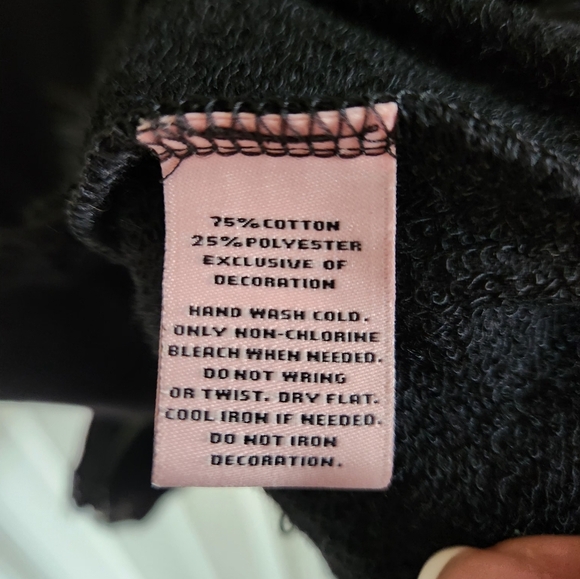 75% COTTON
25% POLYESTER
EXCLUSIVE OF
DECORATION
HAND WASH COLD.
ONLY NON-CHLORINE
BLEACH WHEN NEEDED.
DO NOT WRING
OR TWIST. DRY FLAT.
COOL IRON IF NEEDED.
DO NOT IRON
DECORATION.